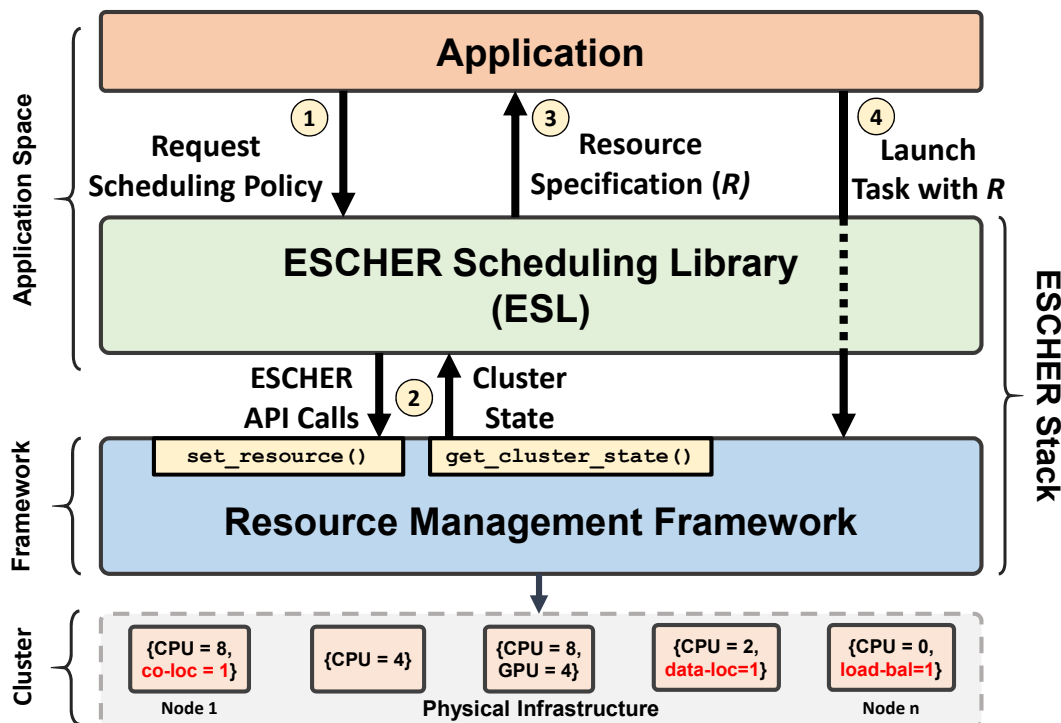 Application
Application Space
1
Request
Scheduling Policy
3
Resource
Specification (R)
4
Launch
Task with R
ESCHER Scheduling Library
(ESL)
ESCHER Stack
ESCHER
API Calls
2
Cluster
State
Framework
set_resource()
get_cluster_state()
Resource Management Framework
Cluster
{CPU = 8,
co-loc = 1}
{CPU = 4}
{CPU = 8,
GPU = 4}
{CPU = 2,
data-loc=1}
{CPU = 0,
load-bal=1}
Node 1
Physical Infrastructure
Node n